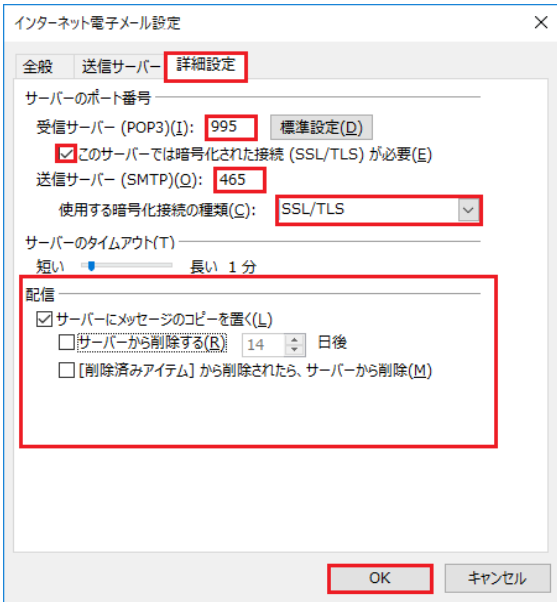 インターネット電子メール設定
全般 送信サーバー 詳細設定
サーバーのポート番号
受信サーバー (POP3)(I): 995 標準設定(D)
このサーバーでは暗号化された接続 (SSL/TLS) が必要(E)
送信サーバー (SMTP)(O): 465
使用する暗号化接続の種類(C): SSL/TLS
サーバーのタイムアウト(T)
短い 長い 1 分
配信
サーバーにメッセージのコピーを置く(L)
サーバーから削除する(R) 14 日後
[削除済みアイテム] から削除されたら、サーバーから削除(M)
OK キャンセル